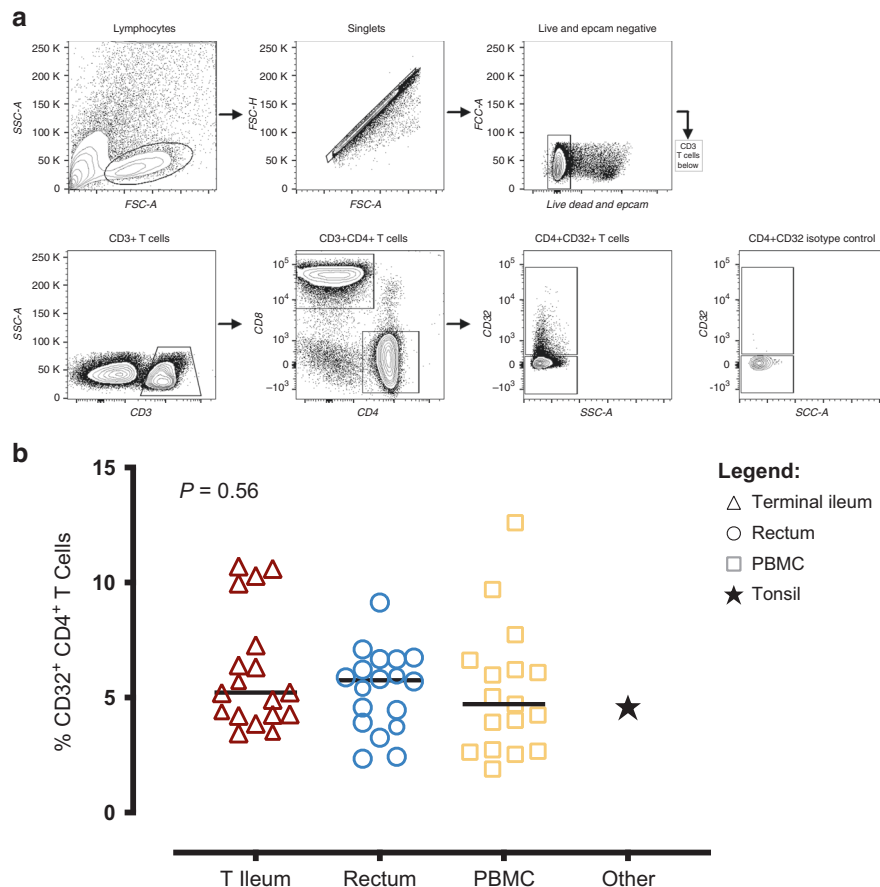 a
Lymphocytes
Singlets
Live and epcam negative
250 K
200 K
150 K
100 K
50 K
0
SSC-A
FSC-A
250 K
200 K
150 K
100 K
50 K
0
FSC-H
FSC-A
250 K
200 K
150 K
100 K
50 K
0
FCC-A
Live dead and epcam
CD3
T cells
below
CD3+ T cells
CD3+CD4+ T cells
CD4+CD32+ T cells
CD4+CD32 isotype control
250 K
200 K
150 K
100 K
50 K
0
SSC-A
CD3
10⁵
10⁴
10³
0
−10³
CD8
CD4
10⁵
10⁴
10³
0
−10³
CD32
SSC-A
10⁵
10⁴
10³
0
−10³
CD32
SCC-A
b
15
10
5
0
% CD32⁺ CD4⁺ T Cells
P = 0.56
Legend:
Terminal ileum
Rectum
PBMC
Tonsil
T Ileum
Rectum
PBMC
Other